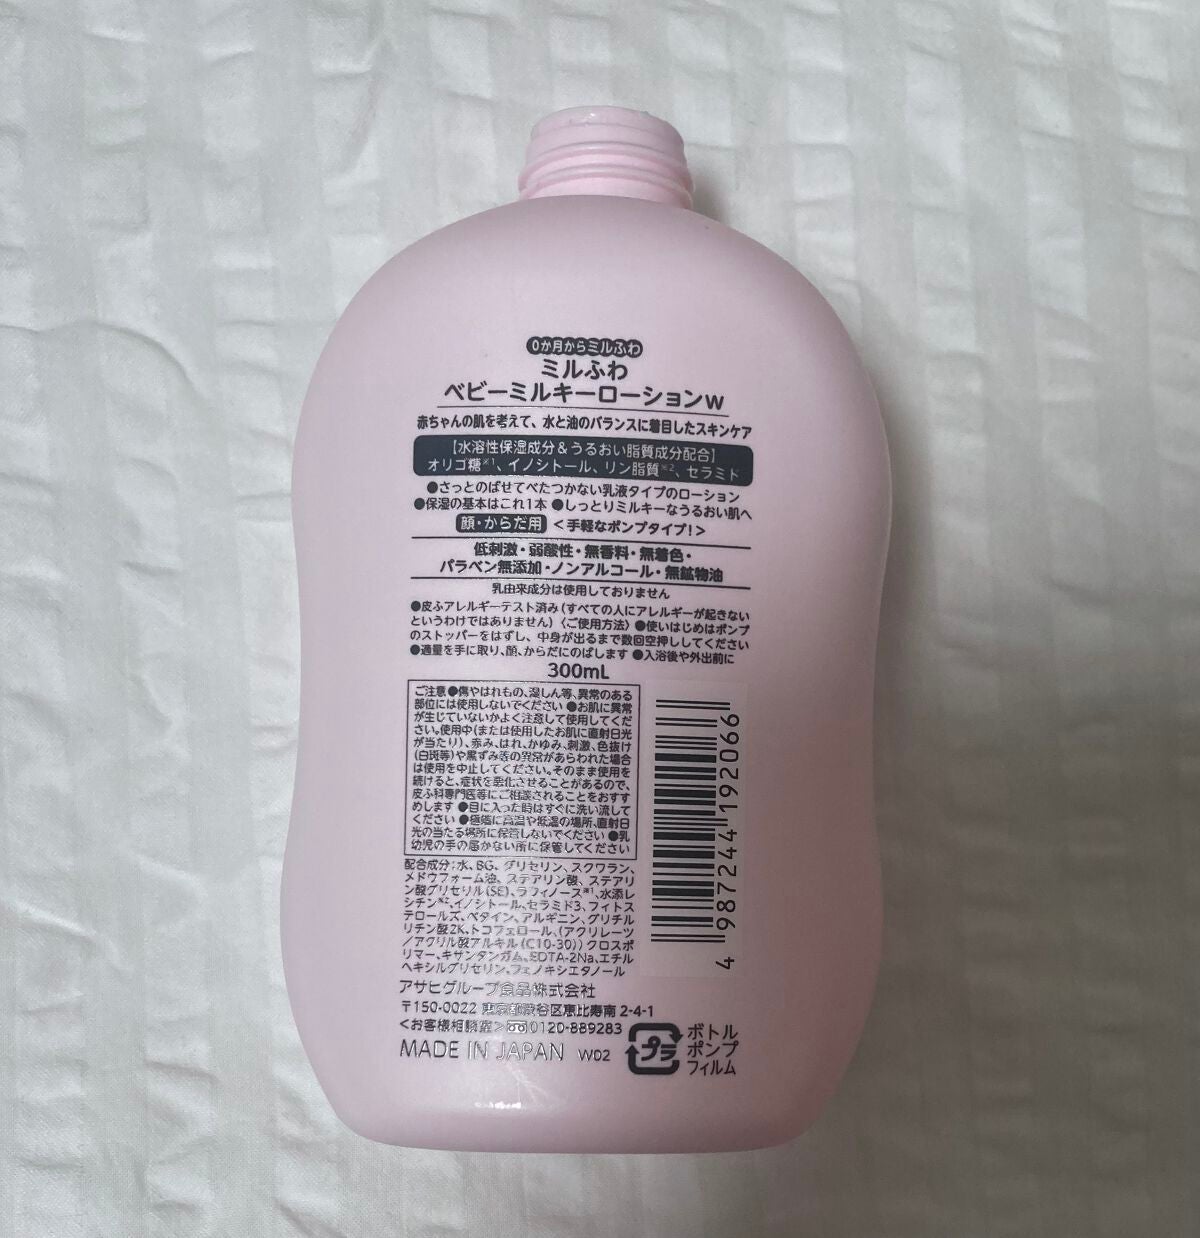 0か月からミルふわ
ミルふわ
ベビーミルキーローションw
赤ちゃんの肌を考えて、水と油のバランスに着目したスキンケア
【水溶性保湿成分&うるおい脂質成分配合】
オリゴ糖※1、イノシトール、リン脂質※2、セラミド
●さっとのばせてべたつかない乳液タイプのローション
●保湿の基本はこれ1本 ●しっとりミルキーなうるおい肌へ
顔・からだ用 <手軽なポンプタイプ!>
低刺激・弱酸性・無香料・無着色・
パラベン無添加・ノンアルコール・無鉱物油
乳由来成分は使用しておりません
●皮ふアレルギーテスト済み(すべての人にアレルギーが起きない
というわけではありません)〈ご使用方法〉●使いはじめはポンプ
のストッパーをはずし、中身が出るまで数回空押ししてください
●適量を手に取り、顔、からだにのばします ●入浴後や外出前に
300mL
ご注意●傷やはれもの、湿しん等、異常のある
部位には使用しないでください ●お肌に異常
が生じていないかよく注意して使用してくだ
さい。使用中(または使用したお肌に直射日光
が当たり)、赤み、はれ、かゆみ、刺激、色抜け
(白斑等)や黒ずみ等の異常があらわれた場合
は使用を中止してください。そのまま使用を
続けると、症状を悪化させることがあるので、
皮ふ科専門医等にご相談されることをおすす
めします ●目に入った時はすぐに洗い流して
ください ●極端に高温や低温の場所、直射日
光の当たる場所に保管しないでください ●乳
幼児の手の届かない所に保管してください
配合成分:水、BG、グリセリン、スクワラン、
メドウフォーム油、ステアリン酸、ステアリ
ン酸グリセリル(SE)、ラフィノース※1、水添レ
シチン※2、イノシトール、セラミド3、フィトス
テロールズ、ベタイン、アルギニン、グリチル
リチン酸2K、トコフェロール、(アクリレーツ
/アクリル酸アルキル(C10-30))クロスポ
リマー、キサンタンガム、EDTA-2Na、エチル
ヘキシルグリセリン、フェノキシエタノール
4 987244 192066
アサヒグループ食品株式会社
〒150-0022 東京都渋谷区恵比寿南2-4-1
<お客様相談室>0120-889283
MADE IN JAPAN W02
プラ
ボトル
ポンプ
フィルム